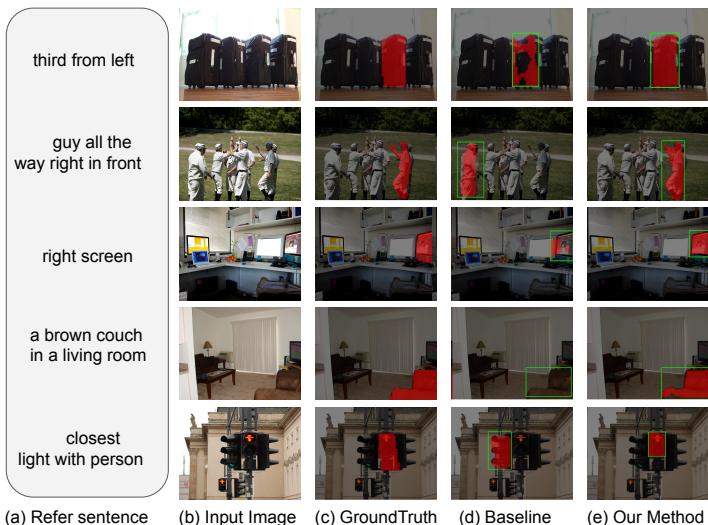 third from left
guy all the
way right in front
right screen
a brown couch
in a living room
closest
light with person
(a) Refer sentence (b) Input Image (c) GroundTruth (d) Baseline (e) Our Method